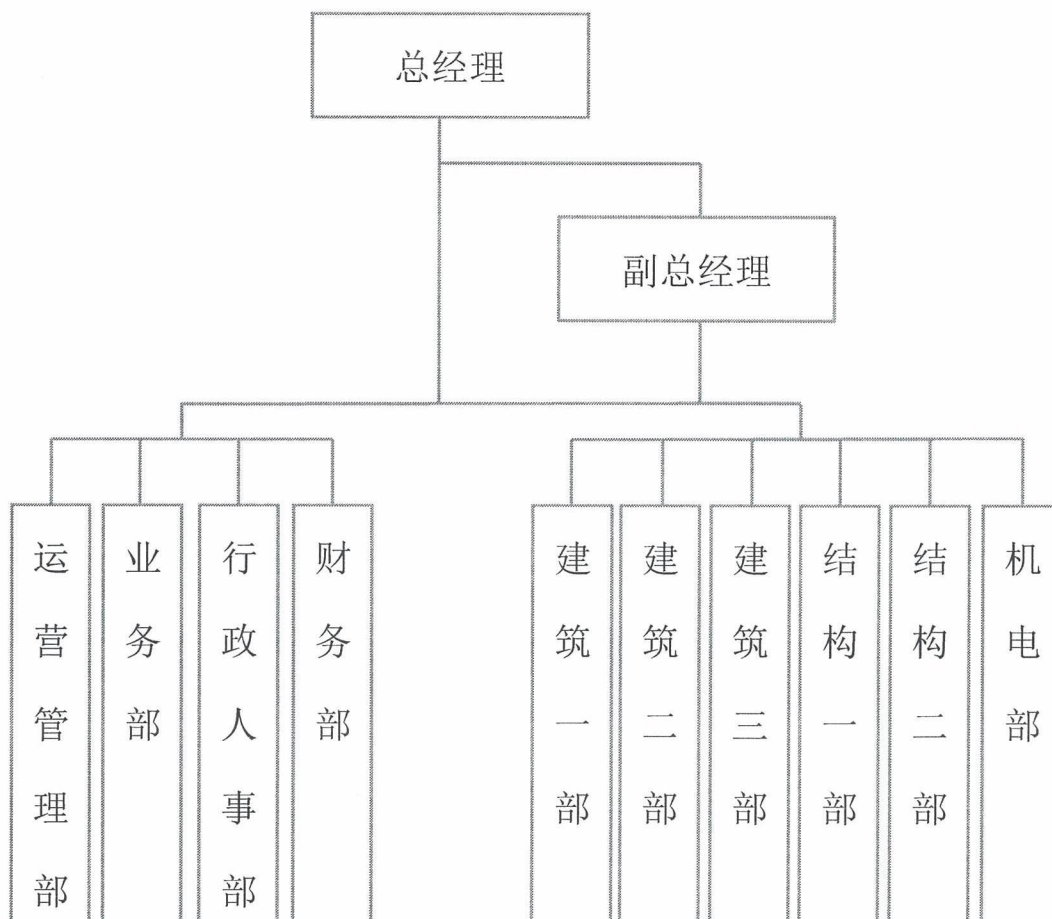 总经理
副总经理
运营管理部
业务部
行政人事部
财务部
建筑一部
建筑二部
建筑三部
结构一部
结构二部
机电部